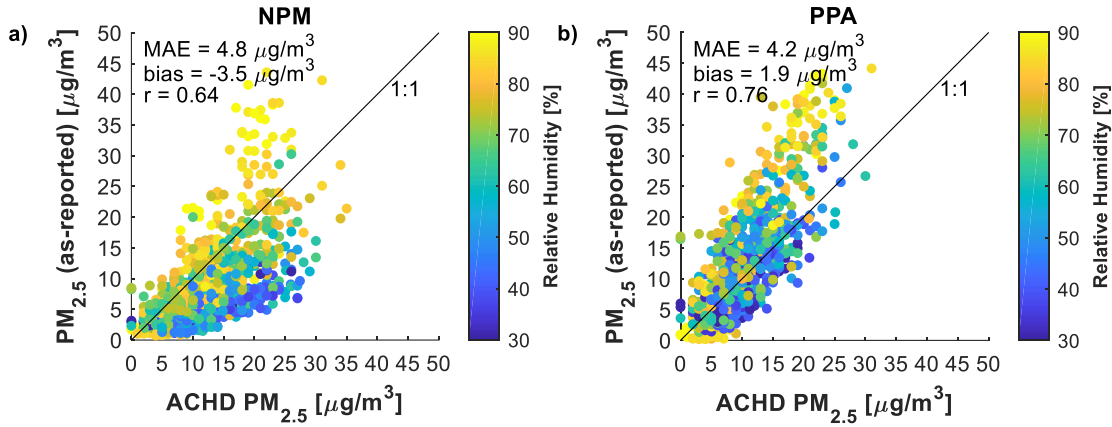 a)
NPM
MAE = 4.8 μg/m³
bias = -3.5 μg/m³
r = 0.64
1:1
PM₂.₅ (as-reported) [μg/m³]
50
45
40
35
30
25
20
15
10
5
0
0 5 10 15 20 25 30 35 40 45 50
ACHD PM₂.₅ [μg/m³]
90
80
70
60
50
40
30
Relative Humidity [%]
b)
PPA
MAE = 4.2 μg/m³
bias = 1.9 μg/m³
r = 0.76
1:1
PM₂.₅ (as-reported) [μg/m³]
50
45
40
35
30
25
20
15
10
5
0
0 5 10 15 20 25 30 35 40 45 50
ACHD PM₂.₅ [μg/m³]
90
80
70
60
50
40
30
Relative Humidity [%]